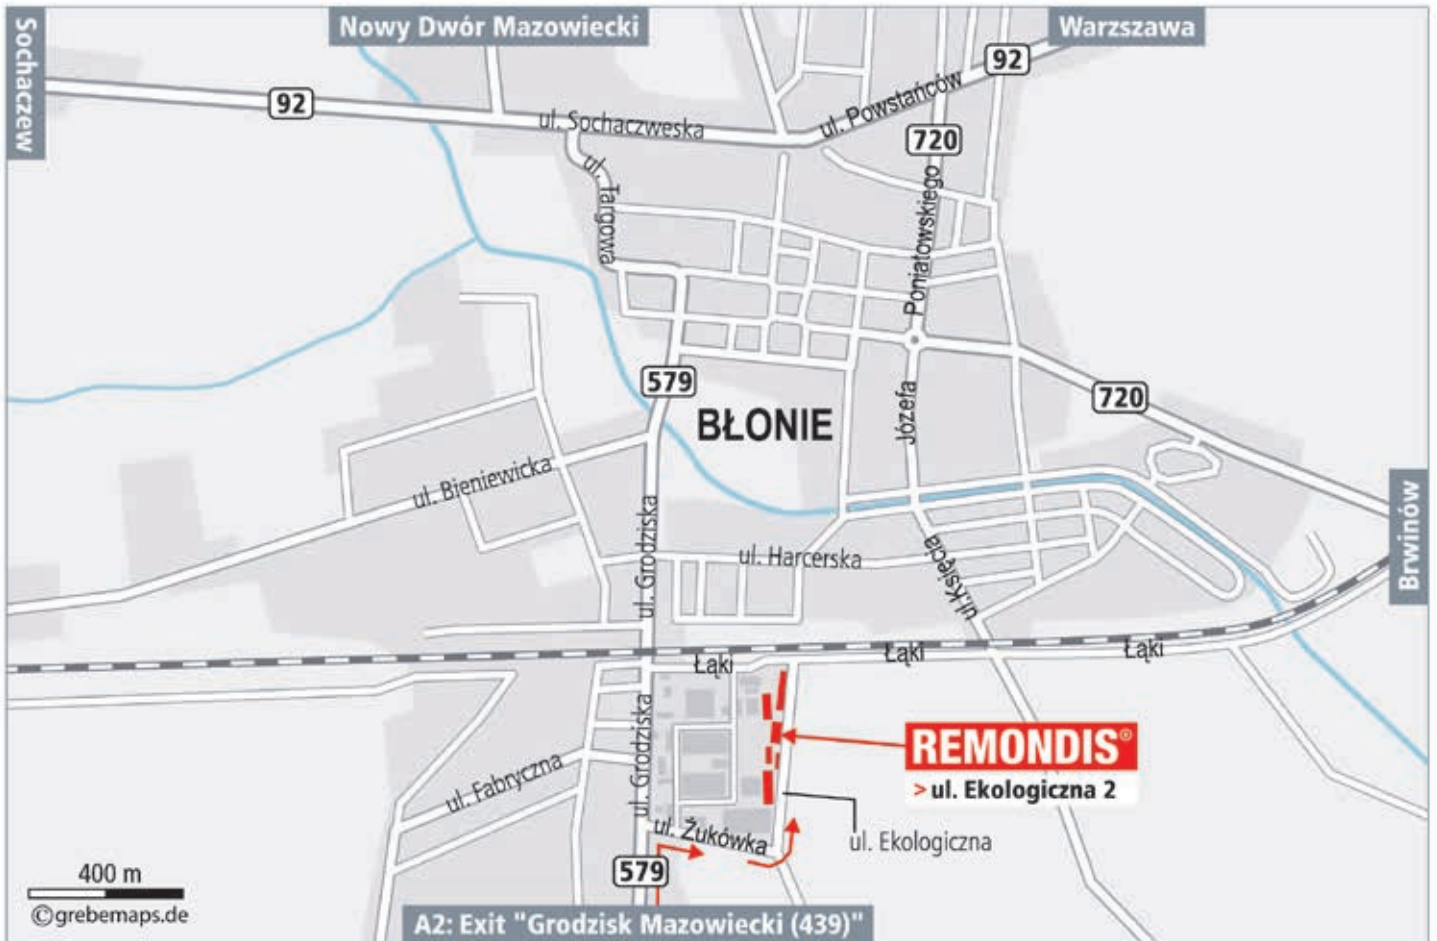 Sochaczew
Nowy Dwór Mazowiecki
Warzszawa
92
92
ul. Sochaczweska
ul. Powstańców
720
ul. Targowa
Poniatowskiego
579
BŁONIE
Józefa
720
ul. Bieniewicka
Brwinów
ul. Grodziska
ul. Harcerska
ul.Księcia
Łąki
Łąki
Łąki
REMONDIS®
> ul. Ekologiczna 2
ul. Grodziska
ul. Fabryczna
ul. Żukówka
ul. Ekologiczna
579
400 m
©grebemaps.de
A2: Exit "Grodzisk Mazowiecki (439)"